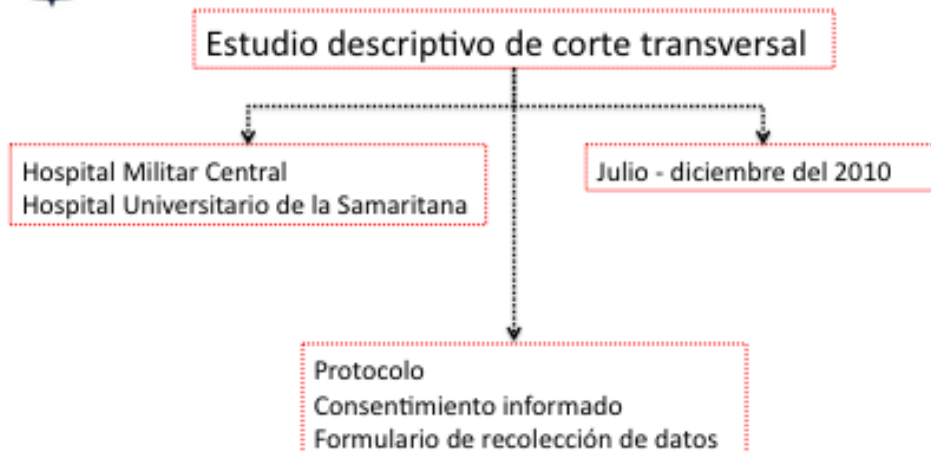 Estudio descriptivo de corte transversal
Hospital Militar Central
Hospital Universitario de la Samaritana
Julio - diciembre del 2010
Protocolo
Consentimiento informado
Formulario de recolección de datos